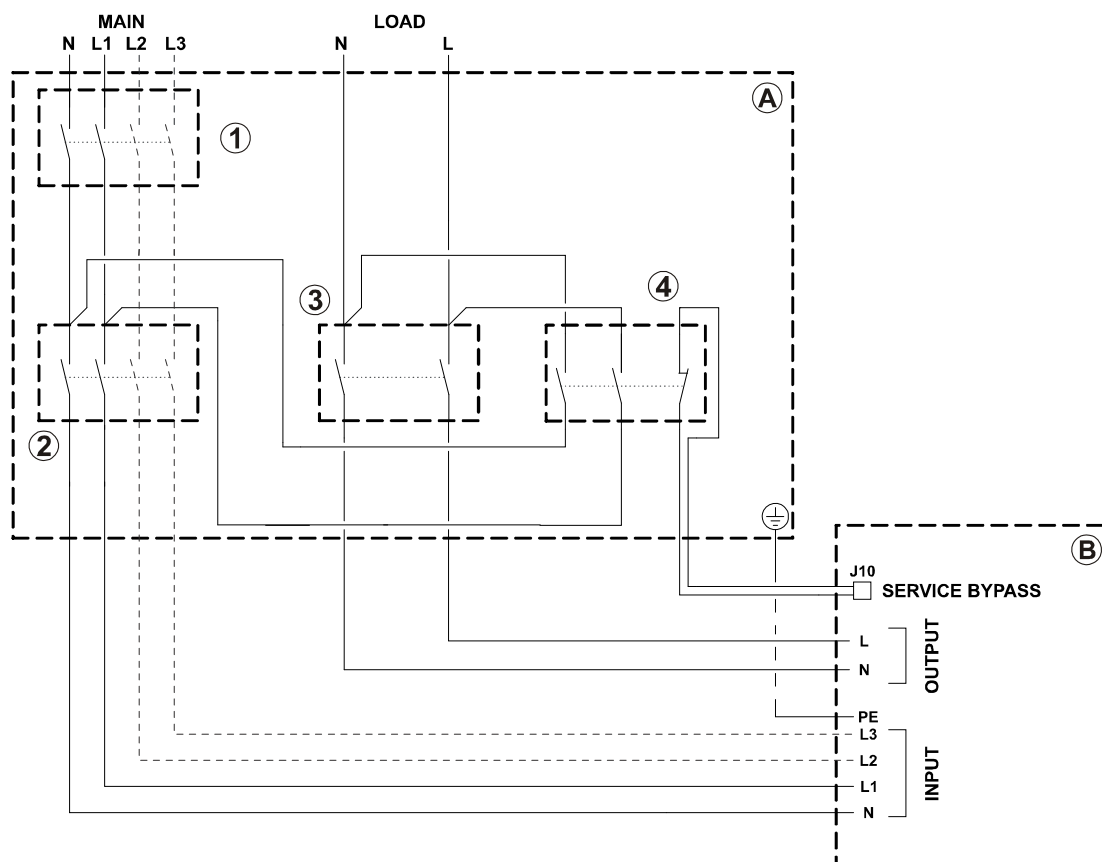 MAIN
LOAD
N L1 L2 L3
N L
A
1
3
4
2
B
J10
SERVICE BYPASS
L
N
OUTPUT
PE
L3
L2
L1
N
INPUT